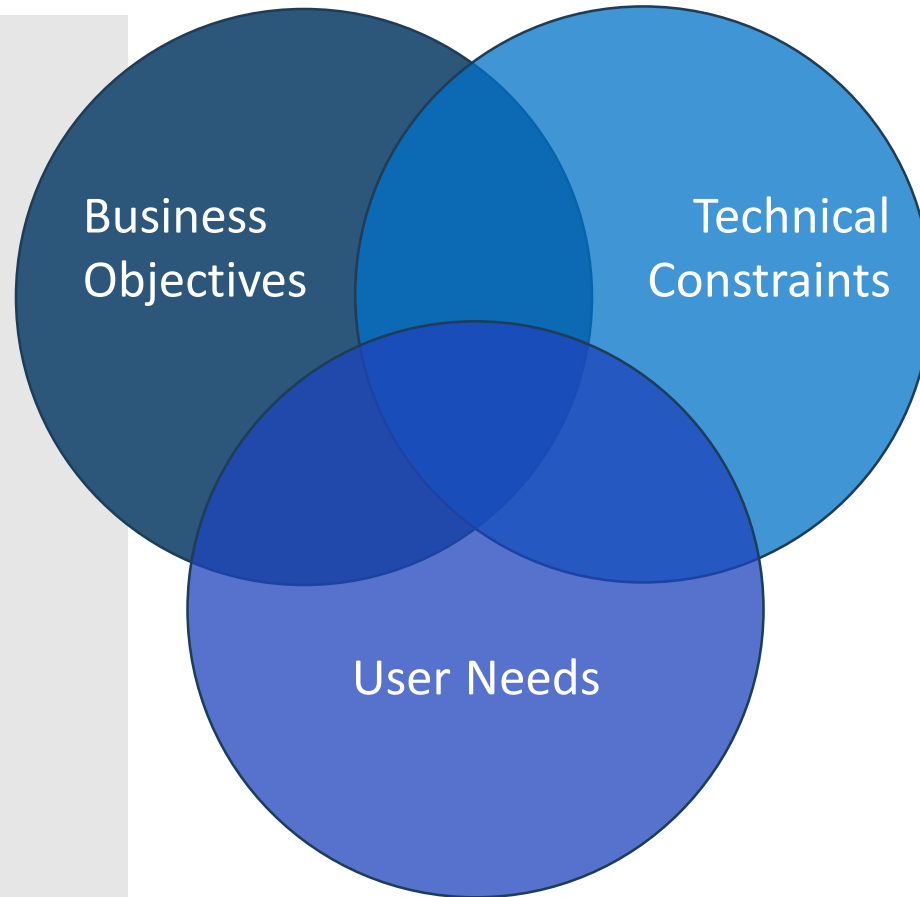 Business
Objectives
Technical
Constraints
User Needs